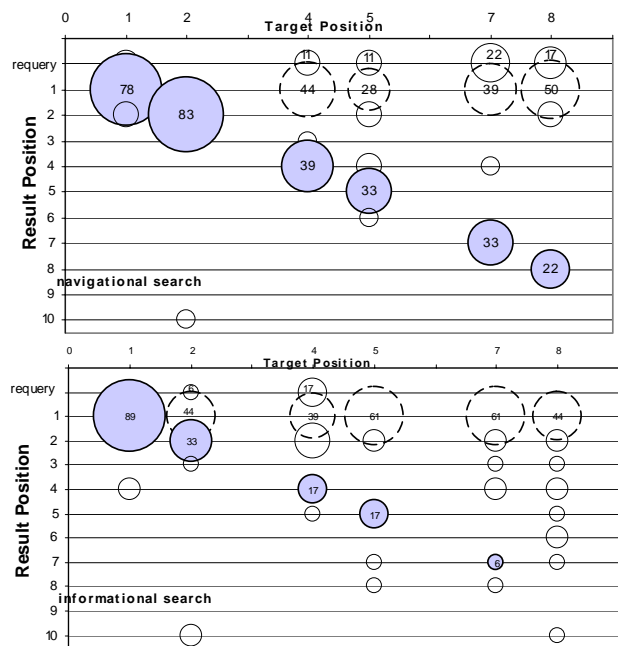 Target Position
0 1 2 4 5 7 8
requery 11 11 22 17
1 78 44 28 39 50
2 83
3
4 39
5 33
6
7 33
8 22
navigational search
9
10
Result Position
0 1 2 4 5 7 8
Target Position
requery 6 17
1 89 44 39 61 61 44
2 33
3
4 17
5 17
6
7 6
8
informational search
9
10
Result Position